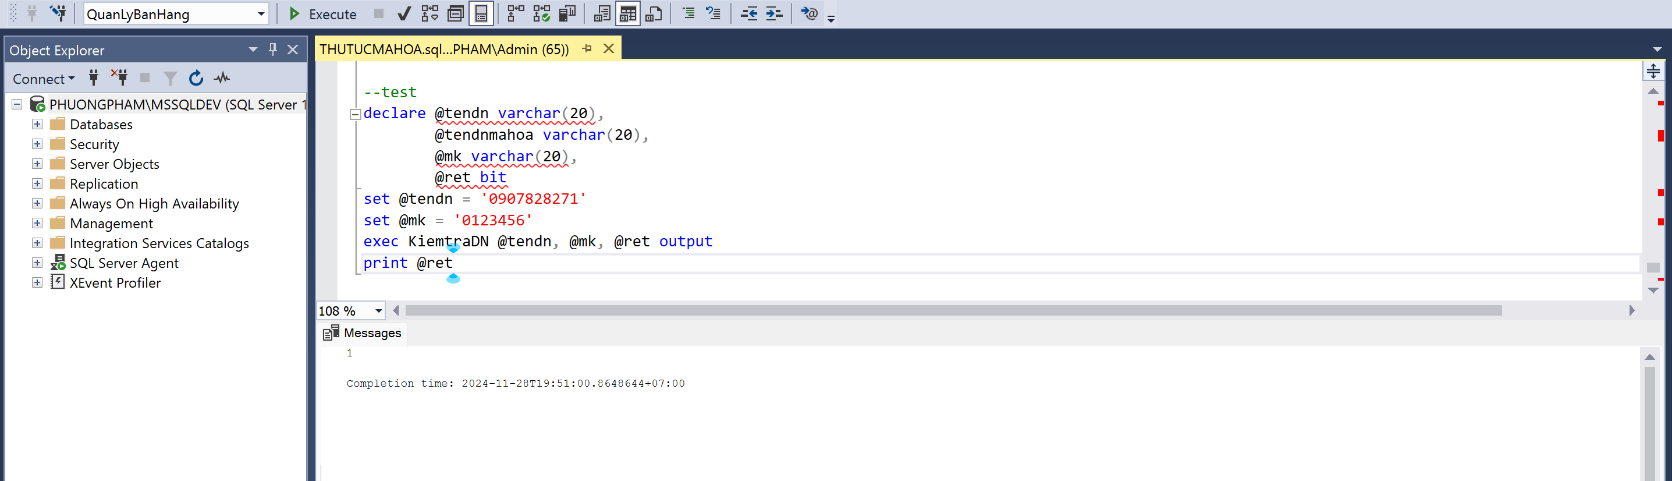 QuanLyBanHang
Execute
Object Explorer
THUTUCMAHOA.sql...PHAM\Admin (65))
Connect
PHUONGPHAM\MSSQLDEV (SQL Server 1
Databases
Security
Server Objects
Replication
Always On High Availability
Management
Integration Services Catalogs
SQL Server Agent
XEvent Profiler
--test
declare @tendn varchar(20),
@tendnmahoa varchar(20),
@mk varchar(20),
@ret bit
set @tendn = '0907828271'
set @mk = '0123456'
exec KiemtraDN @tendn, @mk, @ret output
print @ret
108 %
Messages
1
Completion time: 2024-11-28T19:51:00.8648644+07:00